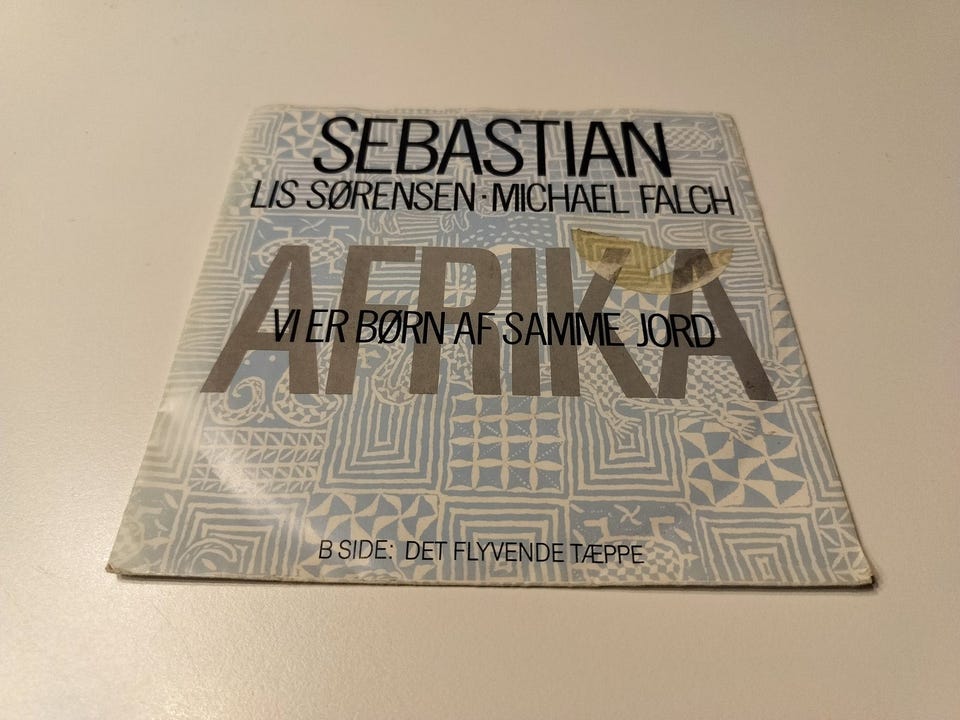 SEBASTIAN
LIS SØRENSEN · MICHAEL FALCH
AFRIKA
VI ER BØRN AF SAMME JORD
B SIDE: DET FLYVENDE TÆPPE